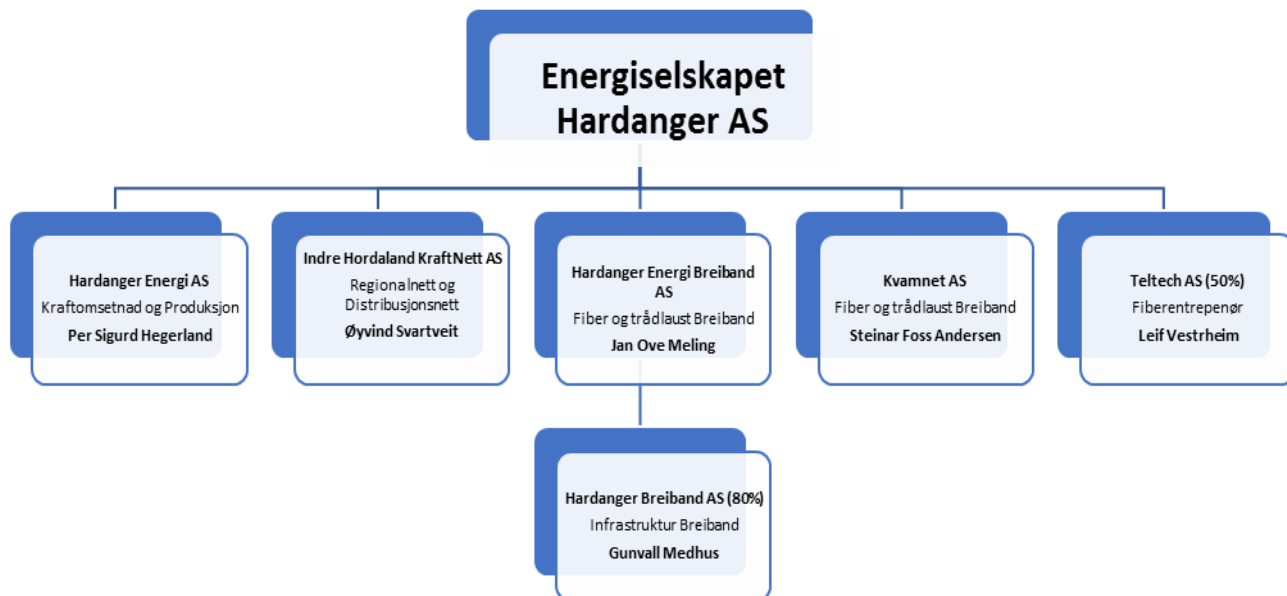 Energiselskapet
Hardanger AS
Hardanger Energi AS
Kraftomsetnad og Produksjon
Per Sigurd Hegerland
Indre Hordaland KraftNett AS
Regionalnett og
Distribusjonsnett
Øyvind Svartveit
Hardanger Energi Breiband
AS
Fiber og trådlaust Breiband
Jan Ove Meling
Kvamnet AS
Fiber og trådlaust Breiband
Steinar Foss Andersen
Teltech AS (50%)
Fiberentrepenør
Leif Vestrheim
Hardanger Breiband AS (80%)
Infrastruktur Breiband
Gunvall Medhus